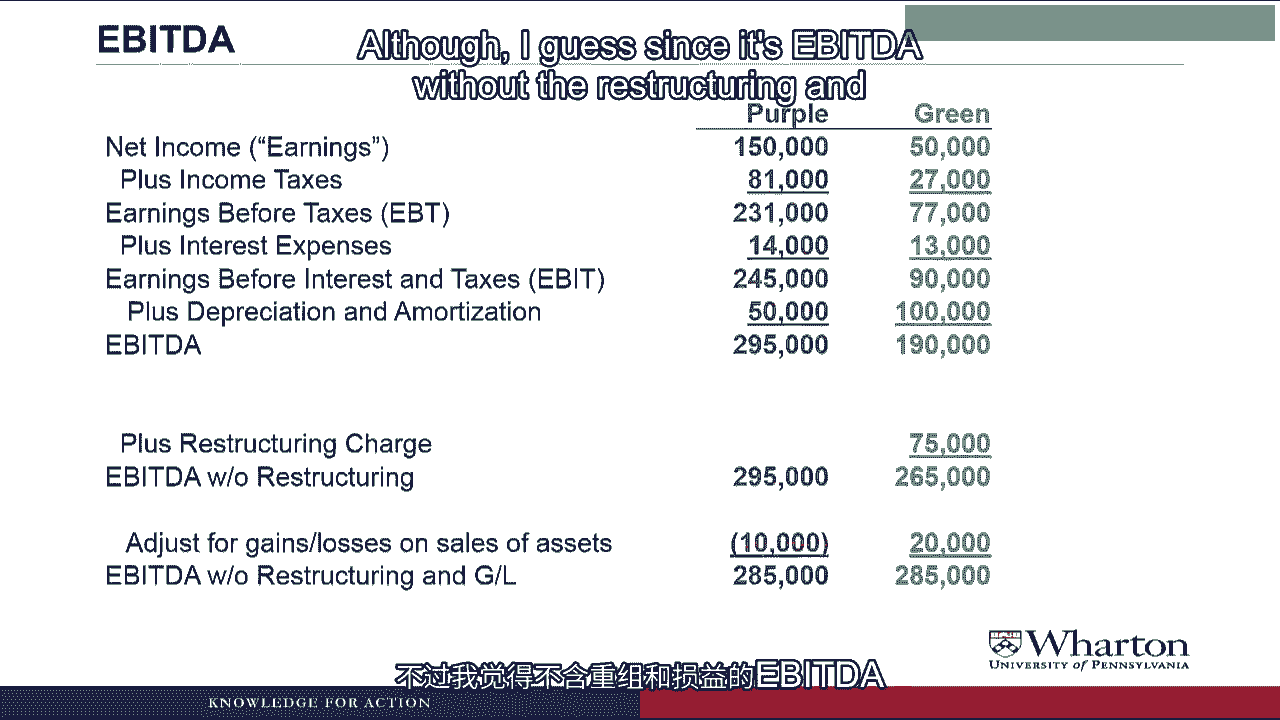 EBITDA
Although, I guess since it's EBITDA
without the restructuring and
Purple Green
Net Income (“Earnings”) 150,000 50,000
Plus Income Taxes 81,000 27,000
Earnings Before Taxes (EBT) 231,000 77,000
Plus Interest Expenses 14,000 13,000
Earnings Before Interest and Taxes (EBIT) 245,000 90,000
Plus Depreciation and Amortization 50,000 100,000
EBITDA 295,000 190,000
Plus Restructuring Charge 75,000
EBITDA w/o Restructuring 295,000 265,000
Adjust for gains/losses on sales of assets (10,000) 20,000
EBITDA w/o Restructuring and G/L 285,000 285,000
Wharton
UNIVERSITY of PENNSYLVANIA
不过我觉得不含重组和损益的EBITDA
KNOWLEDGE FOR ACTION